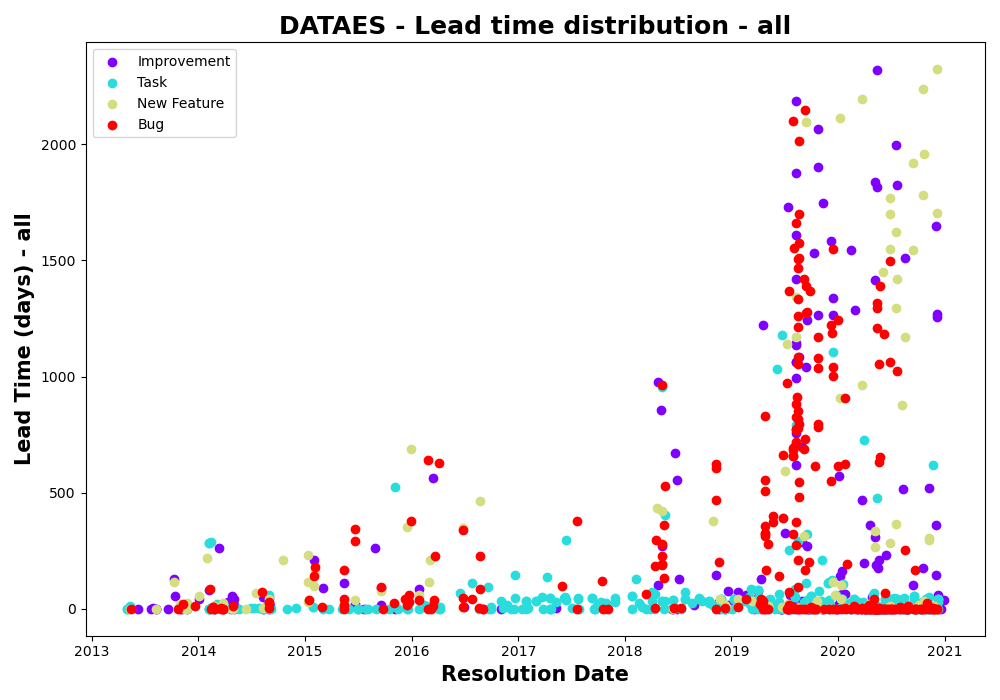 DATAES - Lead time distribution - all
Improvement
Task
New Feature
Bug
Lead Time (days) - all
2000
1500
1000
500
0
2013 2014 2015 2016 2017 2018 2019 2020 2021
Resolution Date